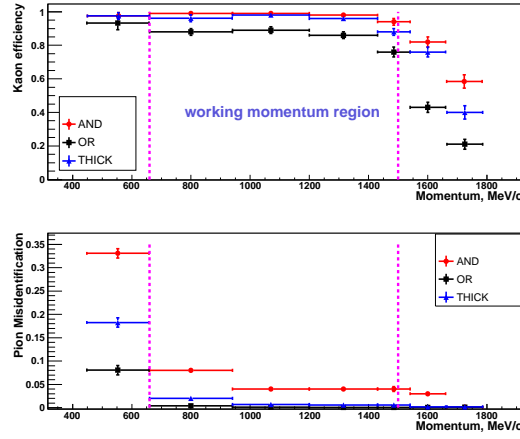 Kaon efficiency
1
0.8
0.6
0.4
0.2
0
AND
OR
THICK
working momentum region
400 600 800 1000 1200 1400 1600 1800
Momentum, MeV/c
Pion Misidentification
0.35
0.3
0.25
0.2
0.15
0.1
0.05
0
AND
OR
THICK
400 600 800 1000 1200 1400 1600 1800
Momentum, MeV/c